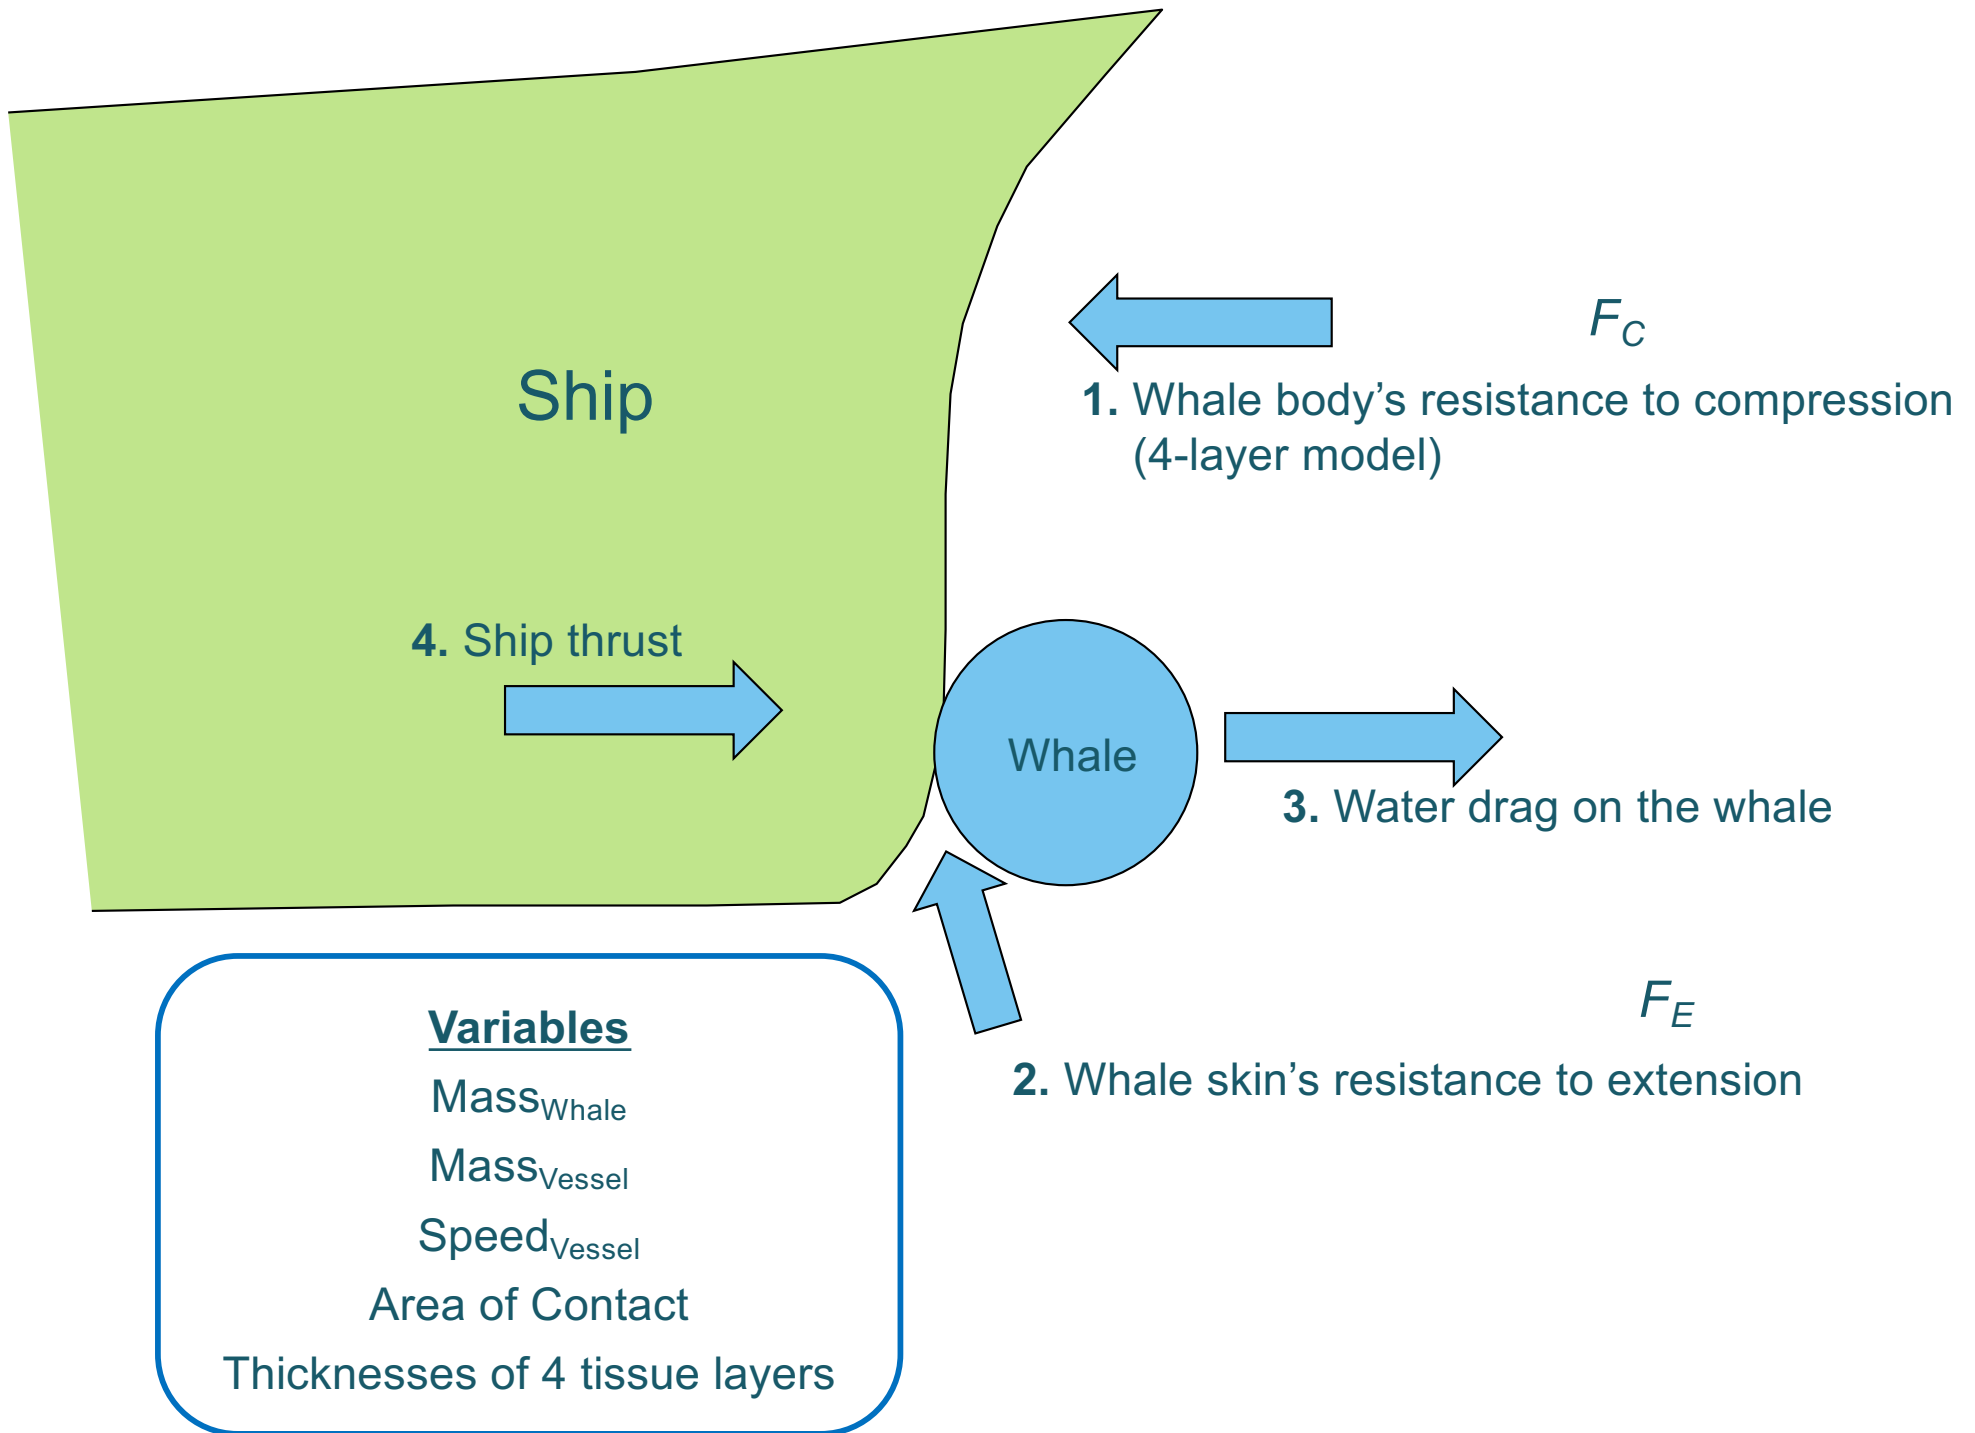 Ship
F_C
1. Whale body’s resistance to compression
(4-layer model)
4. Ship thrust
Whale
3. Water drag on the whale
F_E
2. Whale skin’s resistance to extension
Variables
Mass_Whale
Mass_Vessel
Speed_Vessel
Area of Contact
Thicknesses of 4 tissue layers